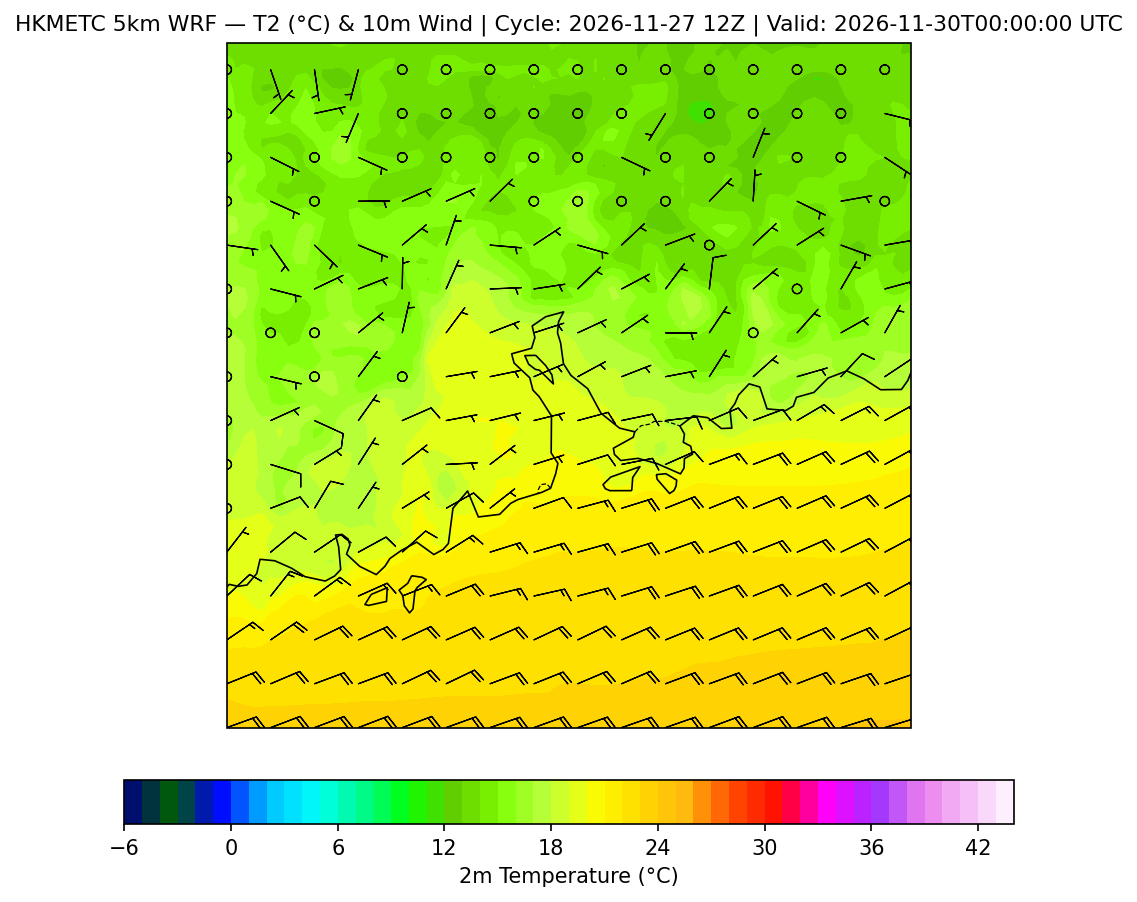 HKMETC 5km WRF — T2 (°C) & 10m Wind | Cycle: 2026-11-27 12Z | Valid: 2026-11-30T00:00:00 UTC
−6 0 6 12 18 24 30 36 42
2m Temperature (°C)